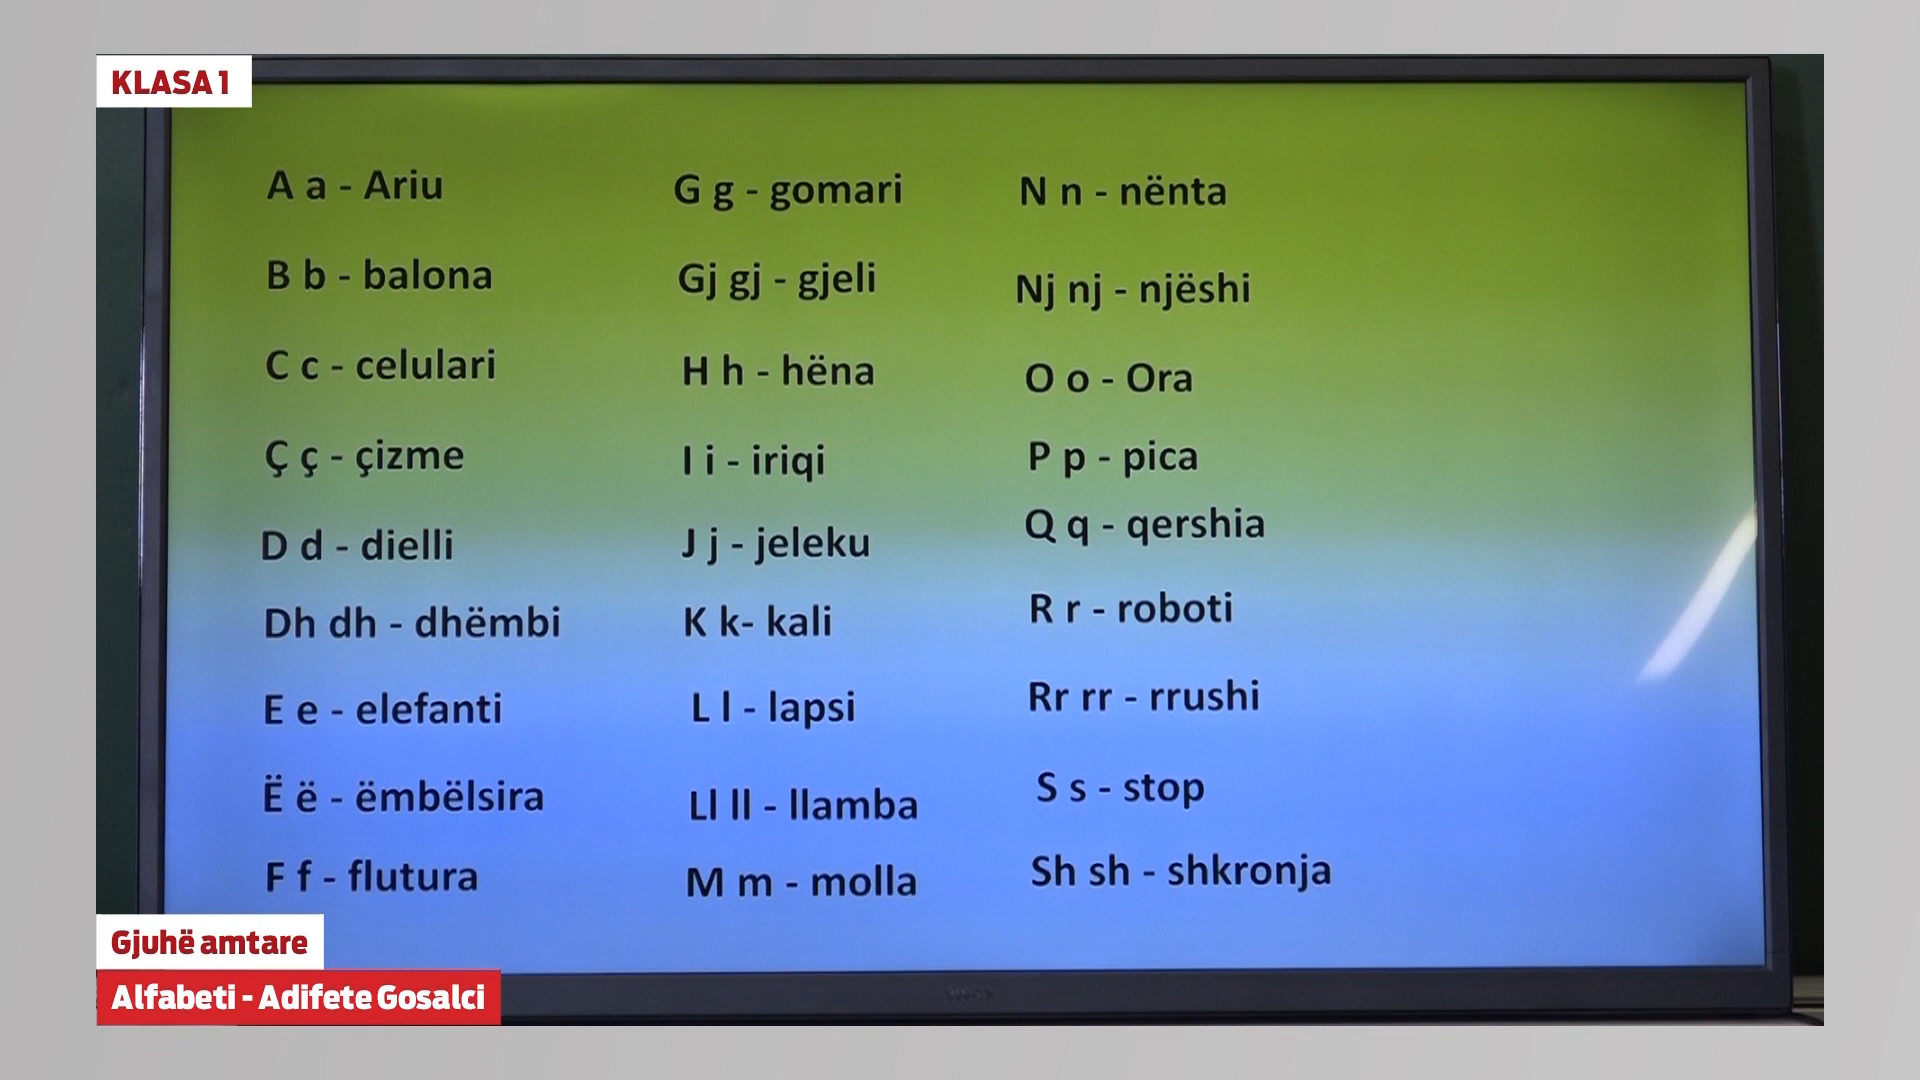 KLASA 1
A a - Ariu
B b - balona
C c - celulari
Ç ç - çizme
D d - dielli
Dh dh - dhëmbi
E e - elefanti
Ë ë - ëmbëlsira
F f - flutura
G g - gomari
Gj gj - gjeli
H h - hëna
I i - iriqi
J j - jeleku
K k- kali
L l - lapsi
Ll ll - llamba
M m - molla
N n - nënta
Nj nj - njëshi
O o - Ora
P p - pica
Q q - qershia
R r - roboti
Rr rr - rrushi
S s - stop
Sh sh - shkronja
Gjuhë amtare
Alfabeti - Adifete Gosalci